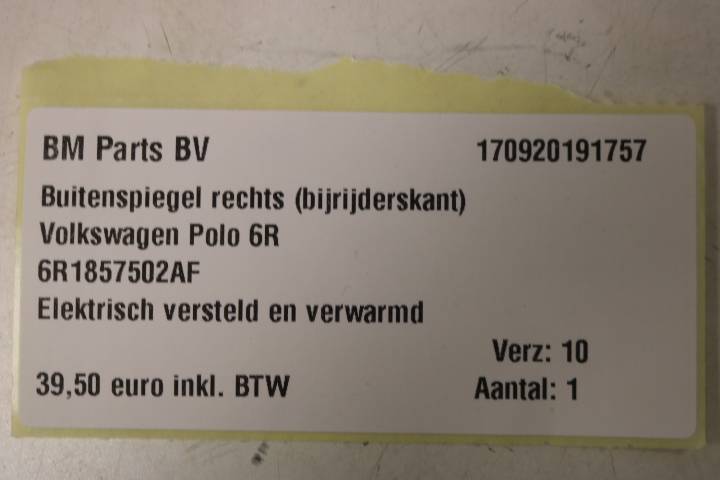 BM Parts BV 170920191757
Buitenspiegel rechts (bijrijderskant)
Volkswagen Polo 6R
6R1857502AF
Elektrisch versteld en verwarmd
Verz: 10
39,50 euro inkl. BTW Aantal: 1